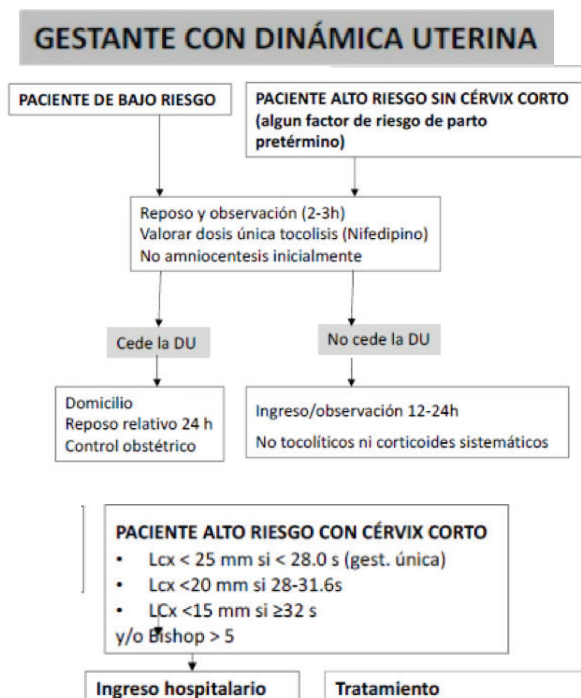 GESTANTE CON DINÁMICA UTERINA
PACIENTE DE BAJO RIESGO
PACIENTE ALTO RIESGO SIN CÉRVIX CORTO
(algun factor de riesgo de parto
pretérmino)
Reposo y observación (2-3h)
Valorar dosis única tocolisis (Nifedipino)
No amniocentesis inicialmente
Cede la DU
No cede la DU
Domicilio
Reposo relativo 24 h
Control obstétrico
Ingreso/observación 12-24h
No tocolíticos ni corticoides sistemáticos
PACIENTE ALTO RIESGO CON CÉRVIX CORTO
• Lcx < 25 mm si < 28.0 s (gest. única)
• Lcx <20 mm si 28-31.6s
• LCx <15 mm si ≥32 s
y/o Bishop > 5
Ingreso hospitalario
Tratamiento